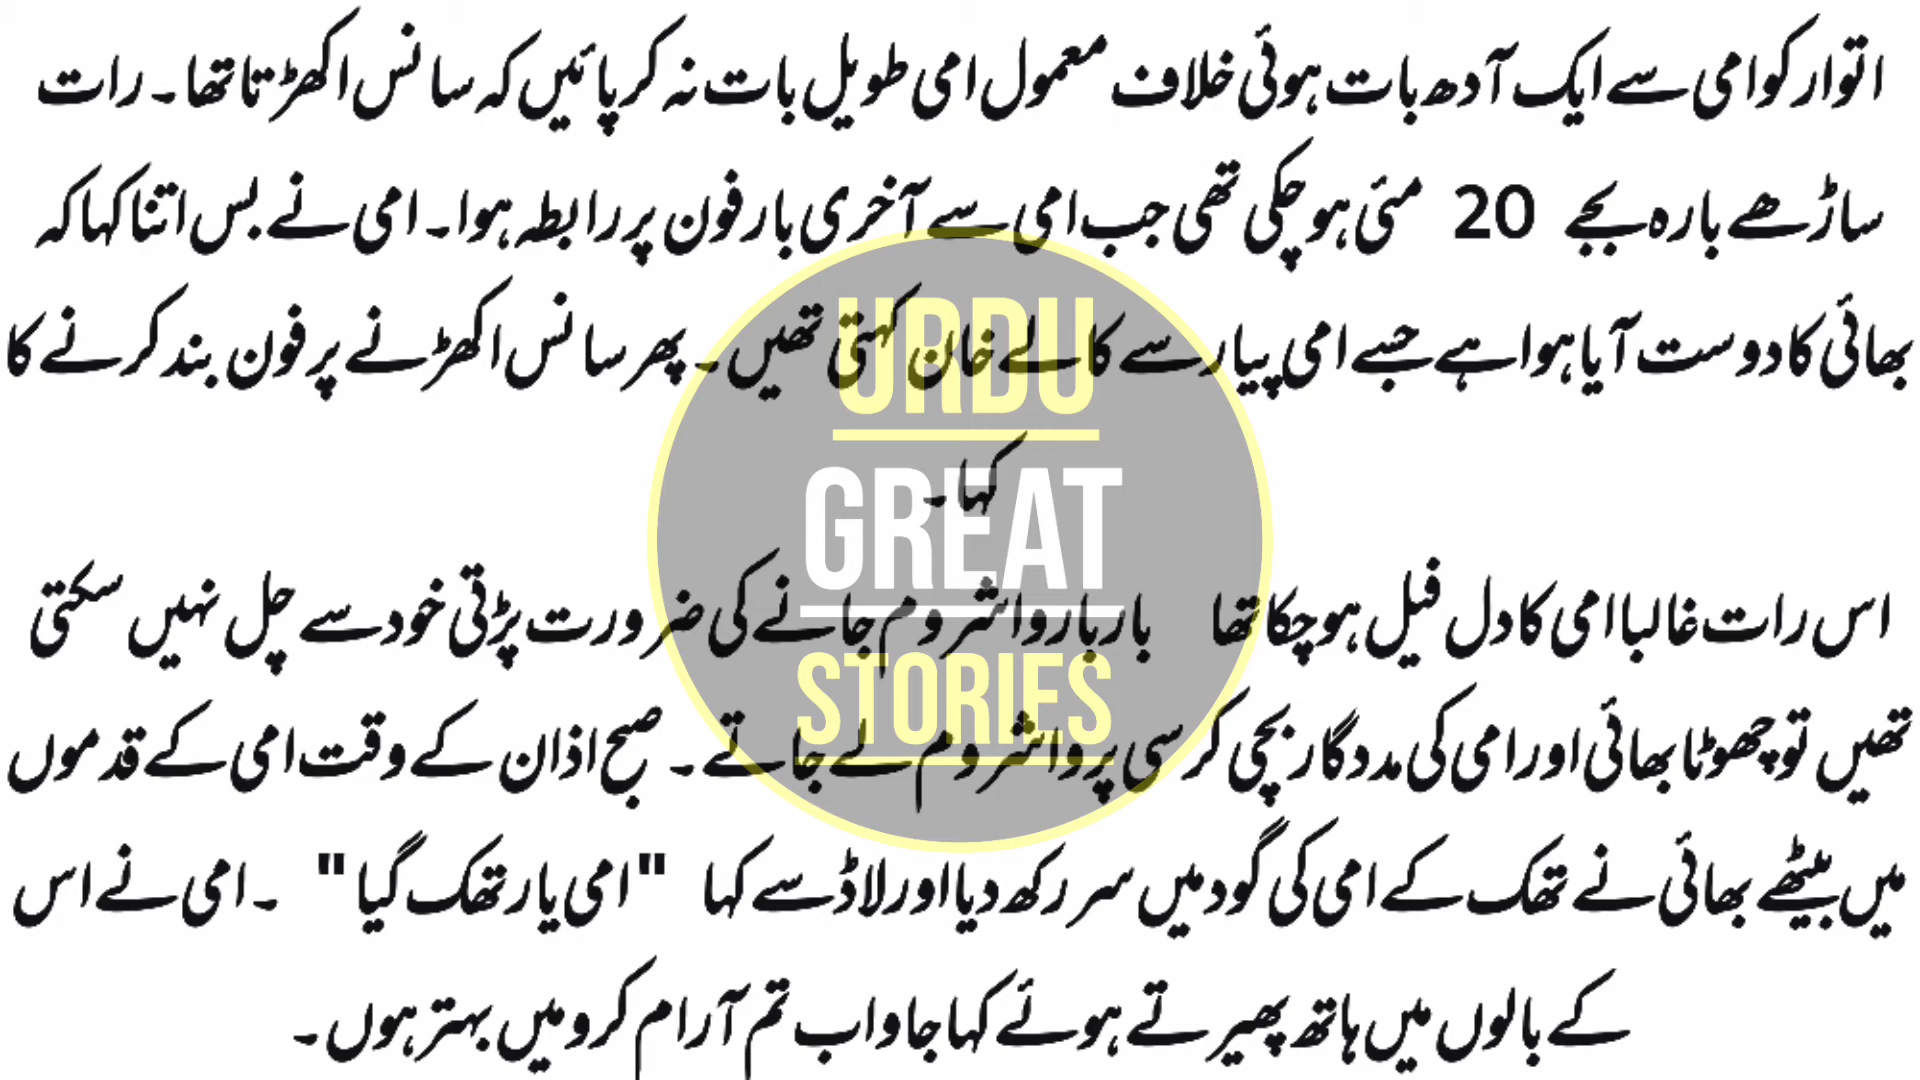 اتوار کو امی سے ایک آدھ بات ہوئی خلاف معمول امی طویل بات نہ کر پائیں کہ سانس اکھڑتا تھا۔ رات
ساڑھے بارہ بجے 20 مئی ہو چکی تھی جب امی سے آخری بار فون پر رابطہ ہوا۔ امی نے بس اتنا کہا کہ
بھائی کا دوست آیا ہوا ہے جسے امی پیار سے کالے خان کہتی تھیں۔ پھر سانس اکھڑنے پر فون بند کرنے کا
کہا۔
اس رات غالبا امی کا دل فیل ہو چکا تھا بار بار واشروم جانے کی ضرورت پڑتی خود سے چل نہیں سکتی
تھیں تو چھوٹا بھائی اور امی کی مددگار بچی کرسی پر واشروم لے جاتے۔ صبح اذان کے وقت امی کے قدموں
میں بیٹھے بھائی نے تھک کے امی کی گود میں سر رکھ دیا اور لاڈ سے کہا "امی یار تھک گیا"۔ امی نے اس
کے بالوں میں ہاتھ پھیرتے ہوئے کہا جاو اب تم آرام کرو میں بہتر ہوں۔
URDU
GREAT
STORIES